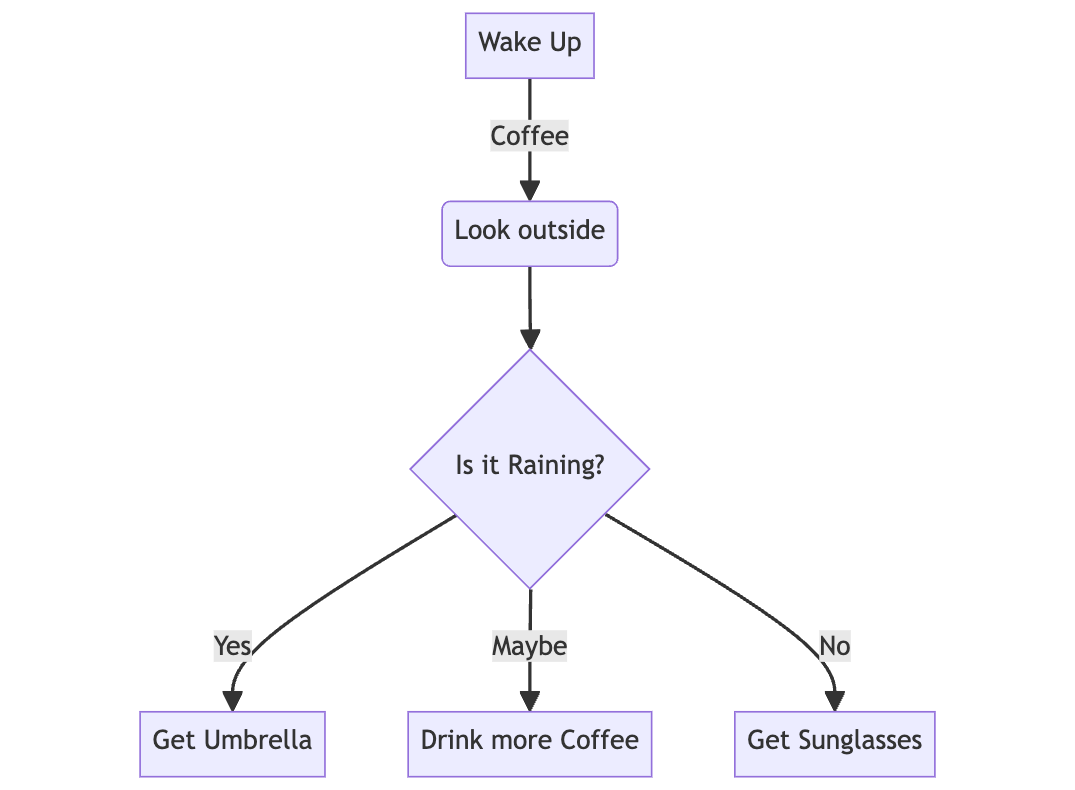 Wake Up
Coffee
Look outside
Is it Raining?
Yes
Maybe
No
Get Umbrella
Drink more Coffee
Get Sunglasses